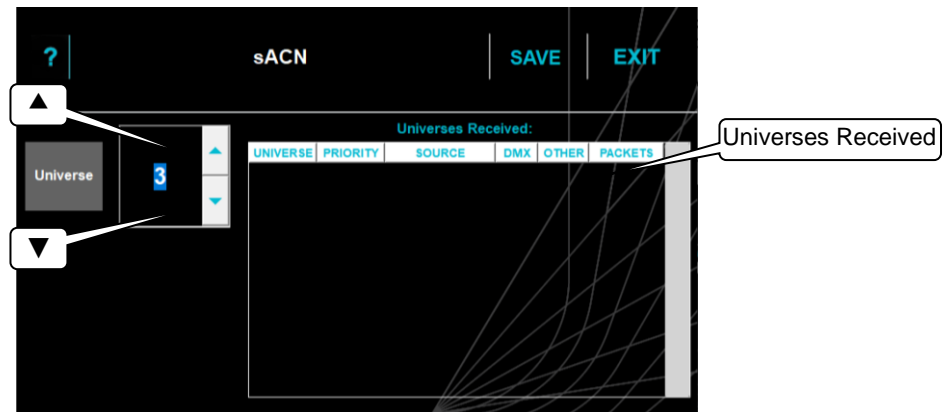 ? sACN SAVE EXIT
▲
Universes Received:
Universes Received
UNIVERSE PRIORITY SOURCE DMX OTHER PACKETS
Universe 3
▼